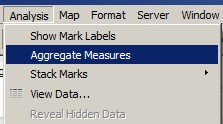 Analysis Map Format Server Window
Show Mark Labels
Aggregate Measures
Stack Marks
View Data...
Reveal Hidden Data